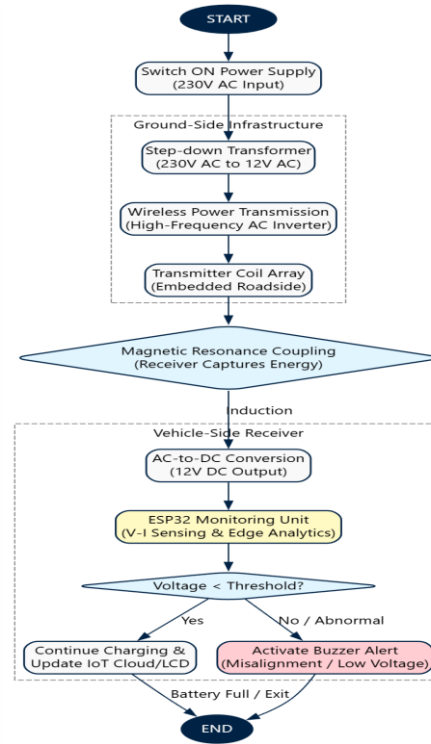 START
Switch ON Power Supply
(230V AC Input)
Ground-Side Infrastructure
Step-down Transformer
(230V AC to 12V AC)
Wireless Power Transmission
(High-Frequency AC Inverter)
Transmitter Coil Array
(Embedded Roadside)
Magnetic Resonance Coupling
(Receiver Captures Energy)
Induction
Vehicle-Side Receiver
AC-to-DC Conversion
(12V DC Output)
ESP32 Monitoring Unit
(V-I Sensing & Edge Analytics)
Voltage < Threshold?
Yes
No / Abnormal
Continue Charging &
Update IoT Cloud/LCD
Activate Buzzer Alert
(Misalignment / Low Voltage)
Battery Full / Exit
END